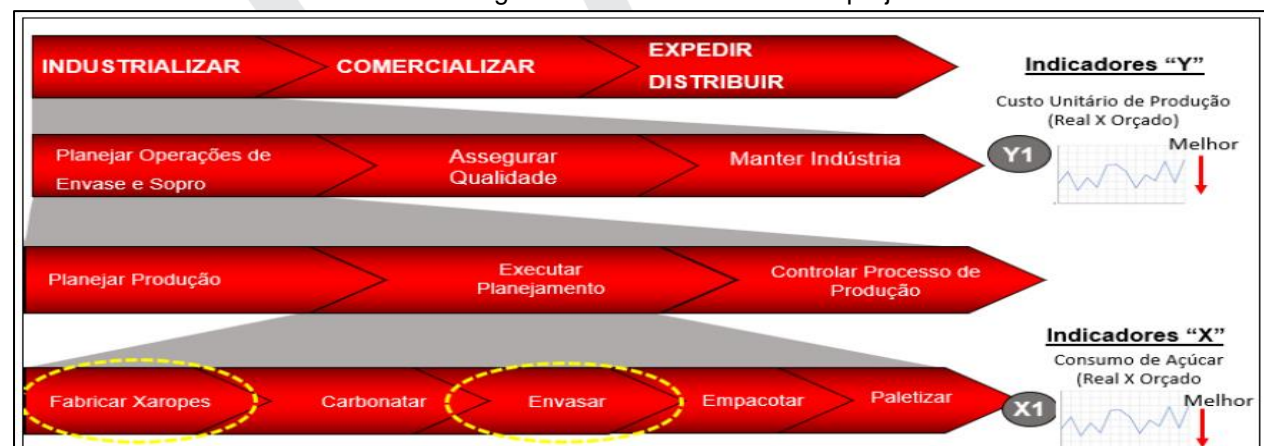 INDUSTRIALIZAR
COMERCIALIZAR
EXPEDIR
DISTRIBUIR
Indicadores “Y”
Custo Unitário de Produção
(Real X Orçado)
Planejar Operações de
Envase e Sopro
Assegurar
Qualidade
Manter Indústria
Y1
Melhor
Planejar Produção
Executar
Planejamento
Controlar Processo de
Produção
Indicadores “X”
Consumo de Açúcar
(Real X Orçado
Fabricar Xaropes
Carbonatar
Envasar
Empacotar
Paletizar
X1
Melhor